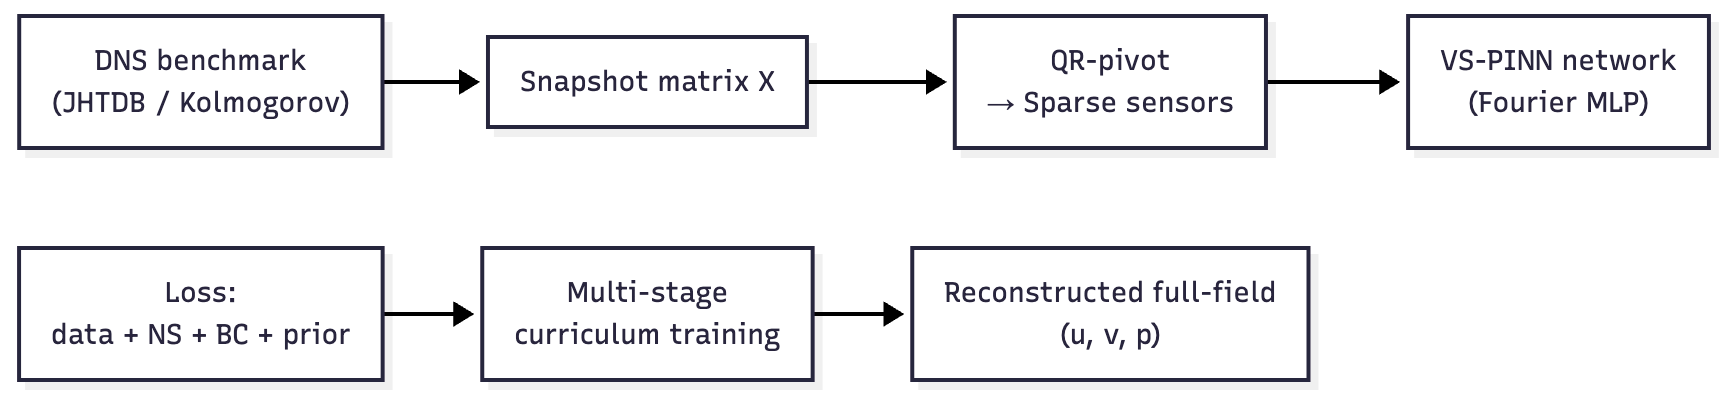 DNS benchmark
(JHTDB / Kolmogorov)
Snapshot matrix X
QR-pivot
→ Sparse sensors
VS-PINN network
(Fourier MLP)
Loss:
data + NS + BC + prior
Multi-stage
curriculum training
Reconstructed full-field
(u, v, p)